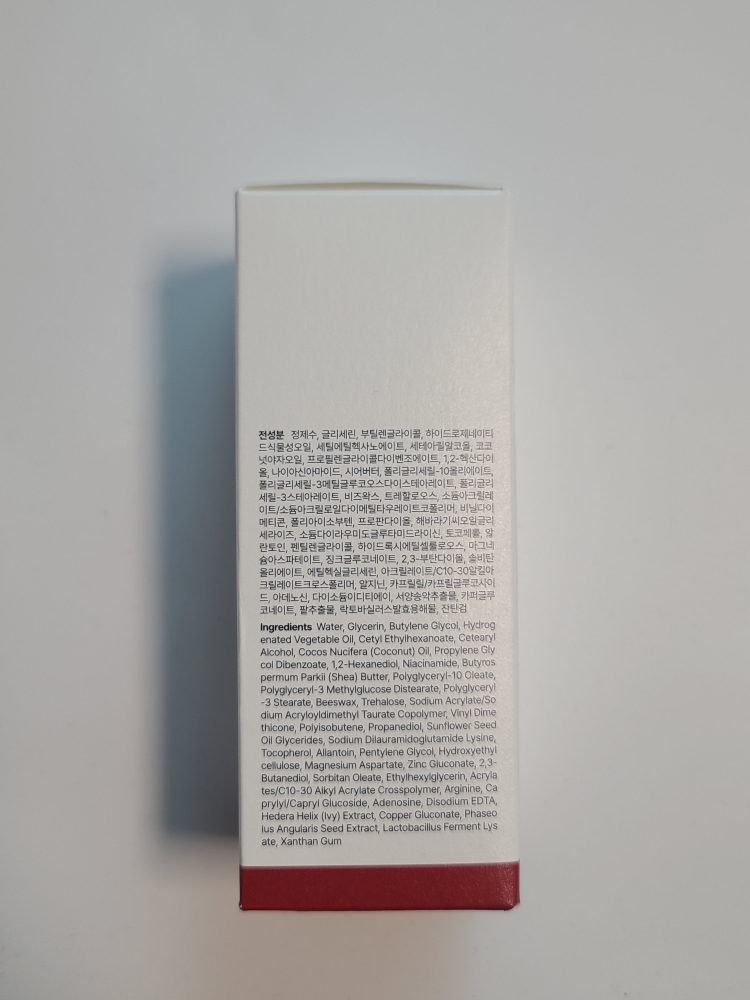 전성분 정제수, 글리세린, 부틸렌글라이콜, 하이드로제네이티
드식물성오일, 세틸에틸헥사노에이트, 세테아릴알코올, 코코
넛야자오일, 프로필렌글라이콜다이벤조에이트, 1,2-헥산다이
올, 나이아신아마이드, 시어버터, 폴리글리세릴-10올리에이트,
폴리글리세릴-3메틸글루코오스다이스테아레이트, 폴리글리
세릴-3스테아레이트, 비즈왁스, 트레할로오스, 소듐아크릴레
이트/소듐아크릴로일다이메틸타우레이트코폴리머, 비닐다이
메티콘, 폴리아이소부텐, 프로판다이올, 해바라기씨오일글리
세라이즈, 소듐다이라우라미도글루타미드라이신, 토코페롤, 알
란토인, 펜틸렌글라이콜, 하이드록시에틸셀룰로오스, 마그네
슘아스파테이트, 징크글루코네이트, 2,3-부탄다이올, 솔비탄
올리에이트, 에틸헥실글리세린, 아크릴레이트/C10-30알킬아
크릴레이트크로스폴리머, 알지닌, 카프릴릴/카프릴글루코사이
드, 아데노신, 다이소듐이디티에이, 서양송악추출물, 카퍼글루
코네이트, 팥추출물, 락토바실러스발효용해물, 잔탄검
Ingredients Water, Glycerin, Butylene Glycol, Hydrog
enated Vegetable Oil, Cetyl Ethylhexanoate, Cetearyl
Alcohol, Cocos Nucifera (Coconut) Oil, Propylene Gly
col Dibenzoate, 1,2-Hexanediol, Niacinamide, Butyros
permum Parkii (Shea) Butter, Polyglyceryl-10 Oleate,
Polyglyceryl-3 Methylglucose Distearate, Polyglyceryl
-3 Stearate, Beeswax, Trehalose, Sodium Acrylate/So
dium Acryloyldimethyl Taurate Copolymer, Vinyl Dime
thicone, Polyisobutene, Propanediol, Sunflower Seed
Oil Glycerides, Sodium Dilauramidoglutamide Lysine,
Tocopherol, Allantoin, Pentylene Glycol, Hydroxyethyl
cellulose, Magnesium Aspartate, Zinc Gluconate, 2,3-
Butanediol, Sorbitan Oleate, Ethylhexylglycerin, Acryla
tes/C10-30 Alkyl Acrylate Crosspolymer, Arginine, Ca
prylyl/Capryl Glucoside, Adenosine, Disodium EDTA,
Hedera Helix (Ivy) Extract, Copper Gluconate, Phaseo
lus Angularis Seed Extract, Lactobacillus Ferment Lys
ate, Xanthan Gum